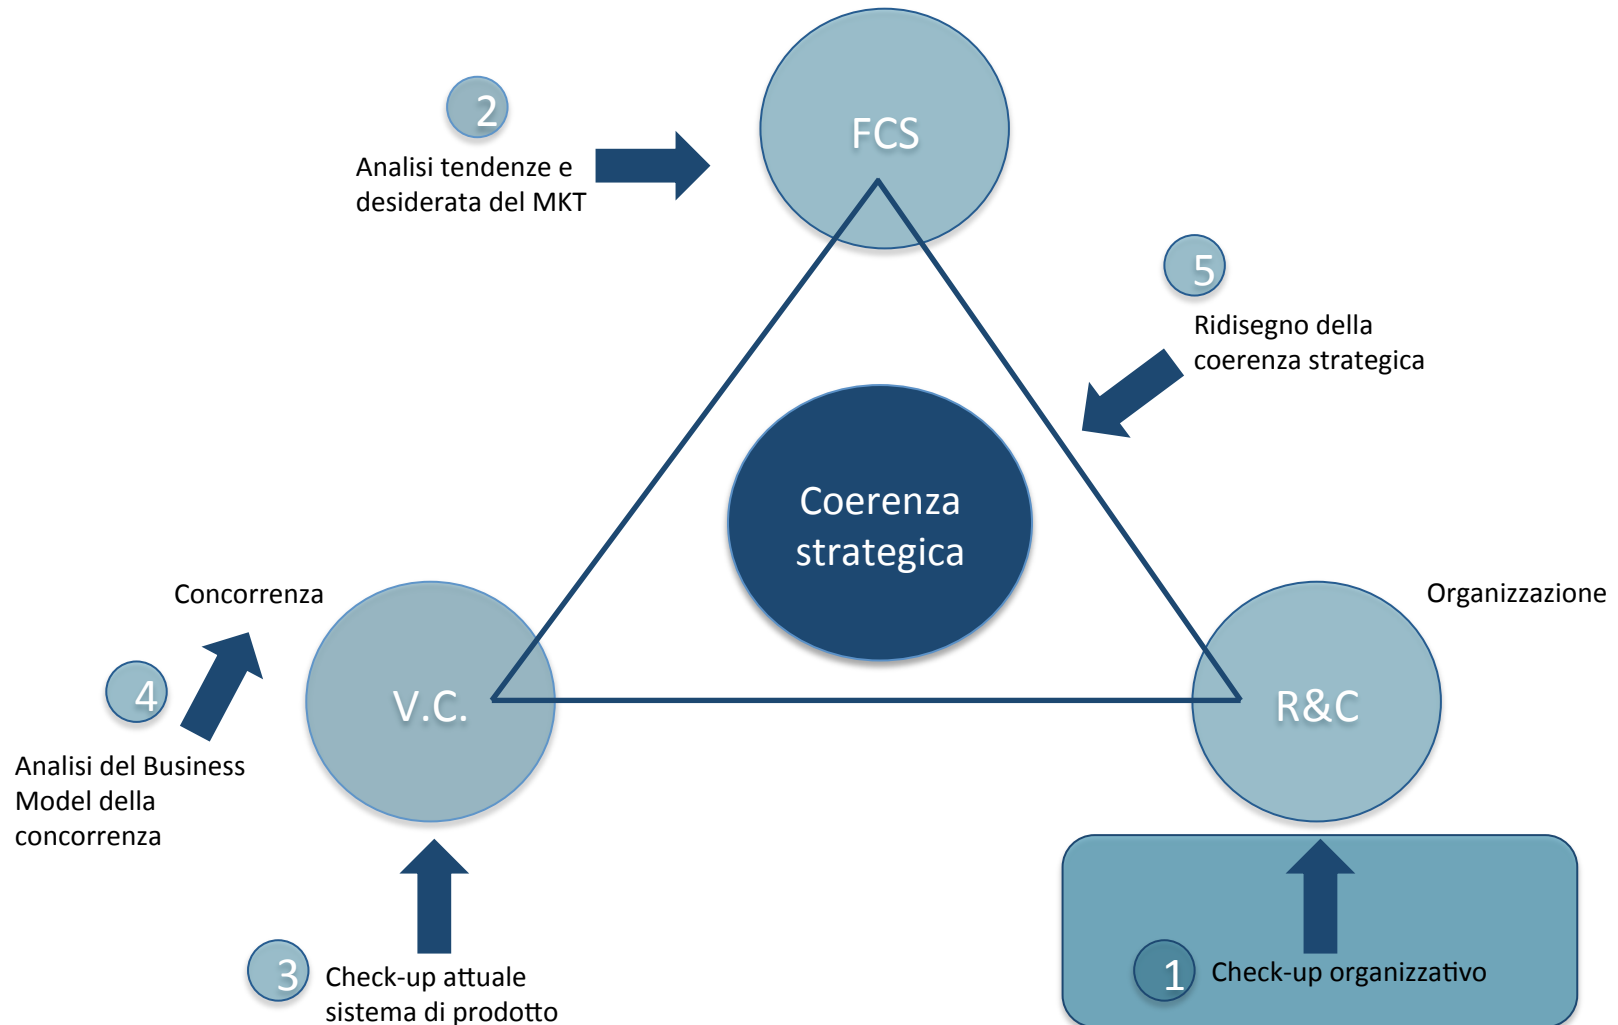 FCS
2
Analisi tendenze e
desiderata del MKT
5
Ridisegno della
coerenza strategica
Coerenza
strategica
Concorrenza
Organizzazione
4
V.C.
R&C
Analisi del Business
Model della
concorrenza
3
Check-up attuale
sistema di prodotto
1
Check-up organizzativo